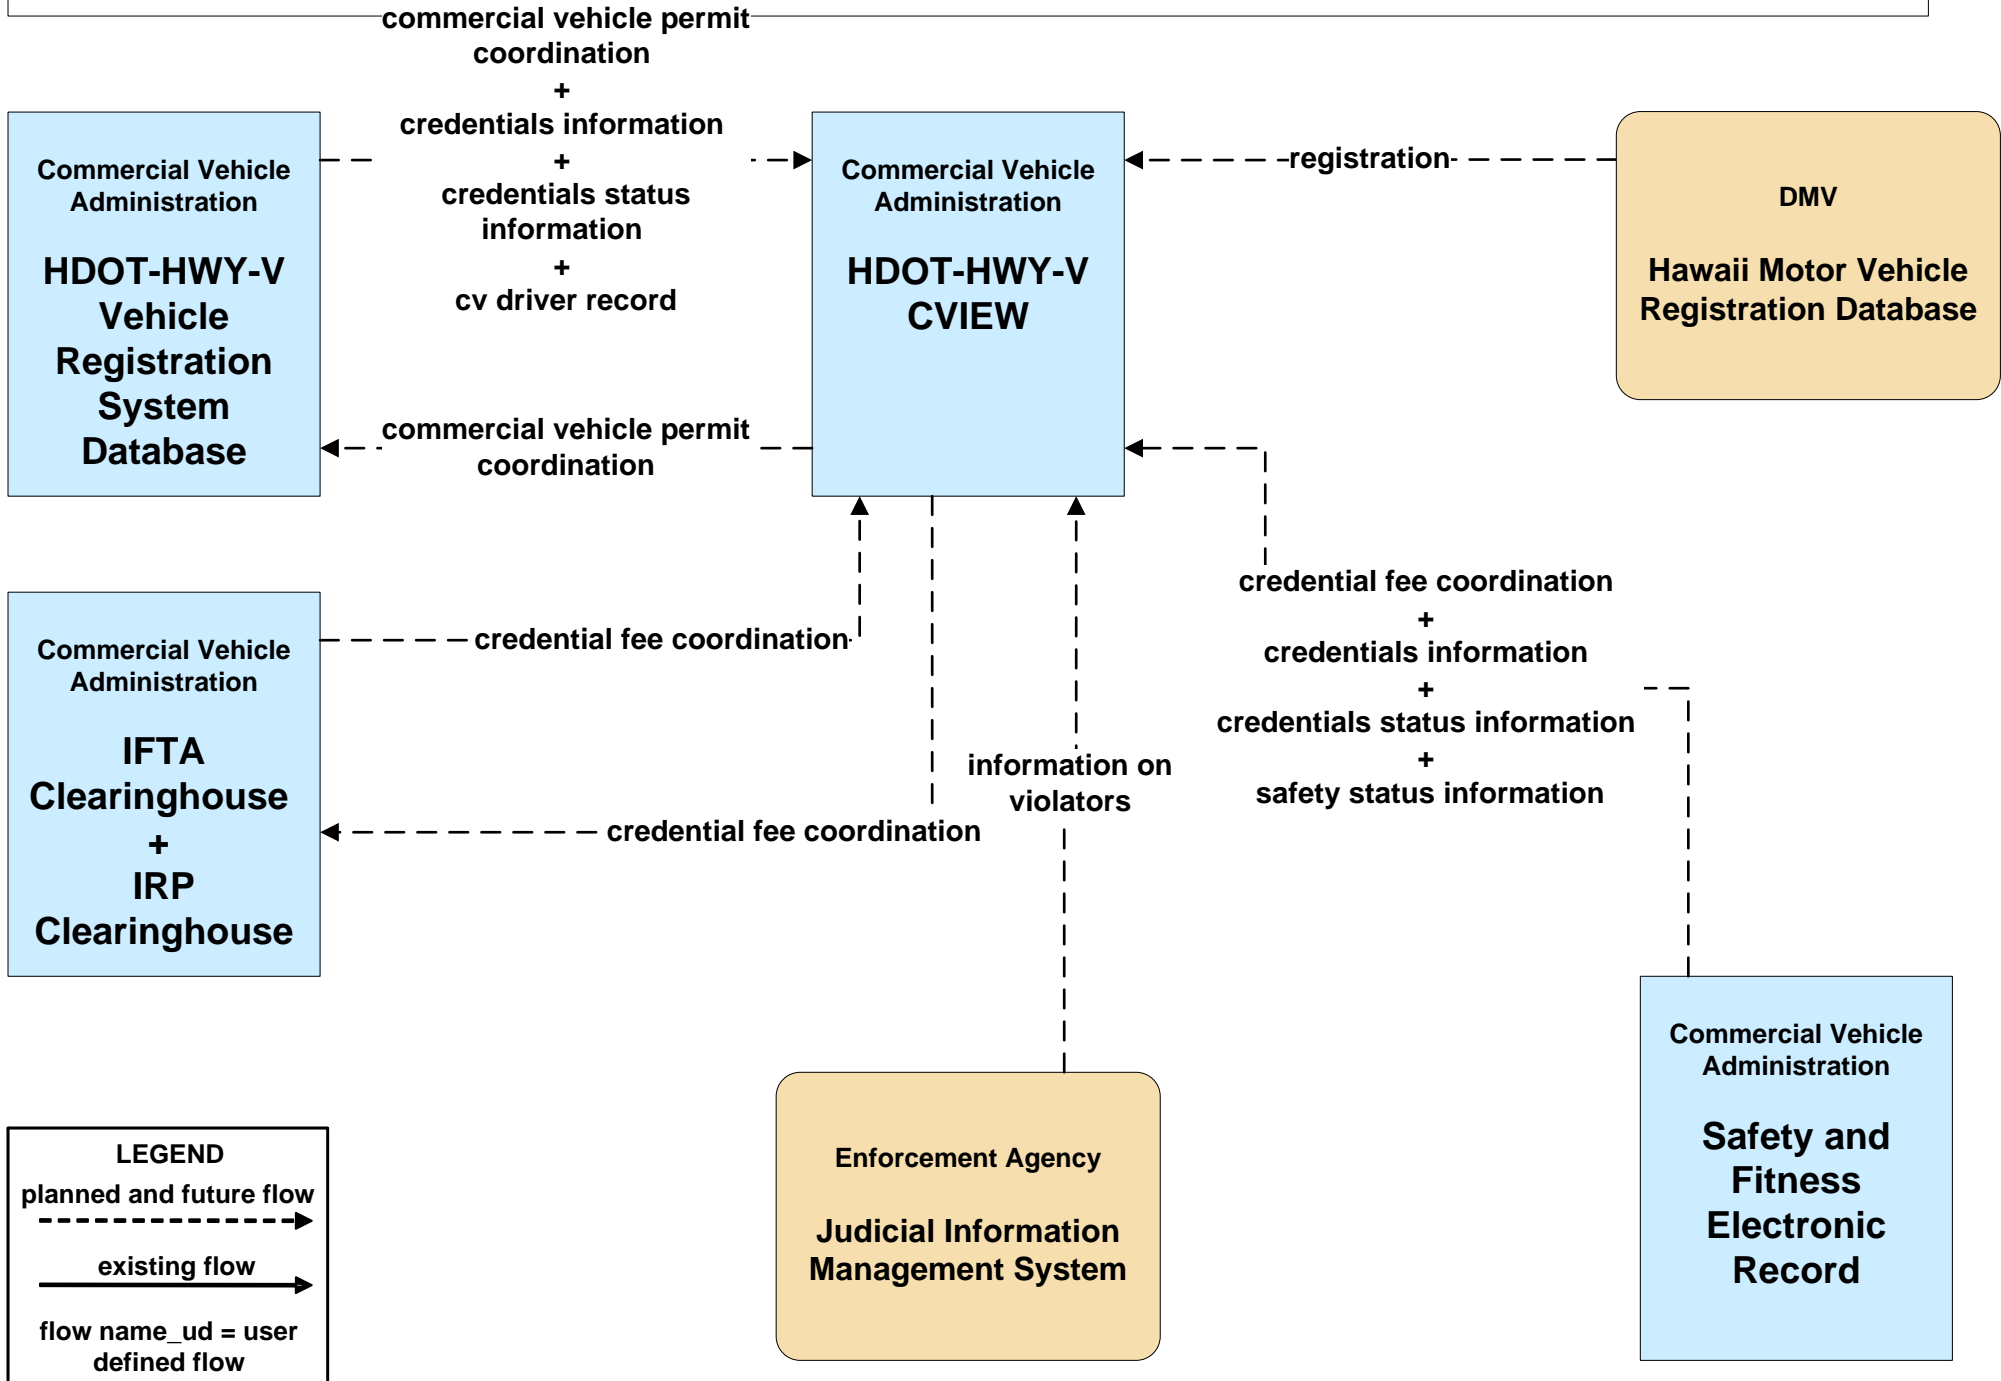 commercial vehicle permit
coordination
+
credentials information
+
credentials status
information
+
cv driver record
Commercial Vehicle
Administration
HDOT-HWY-V
Vehicle
Registration
System
Database
Commercial Vehicle
Administration
HDOT-HWY-V
CVIEW
registration
DMV
Hawaii Motor Vehicle
Registration Database
commercial vehicle permit
coordination
Commercial Vehicle
Administration
IFTA
Clearinghouse
+
IRP
Clearinghouse
credential fee coordination
credential fee coordination
information on
violators
credential fee coordination
+
credentials information
+
credentials status information
+
safety status information
Enforcement Agency
Judicial Information
Management System
Commercial Vehicle
Administration
Safety and
Fitness
Electronic
Record
LEGEND
planned and future flow
existing flow
flow name_ud = user
defined flow